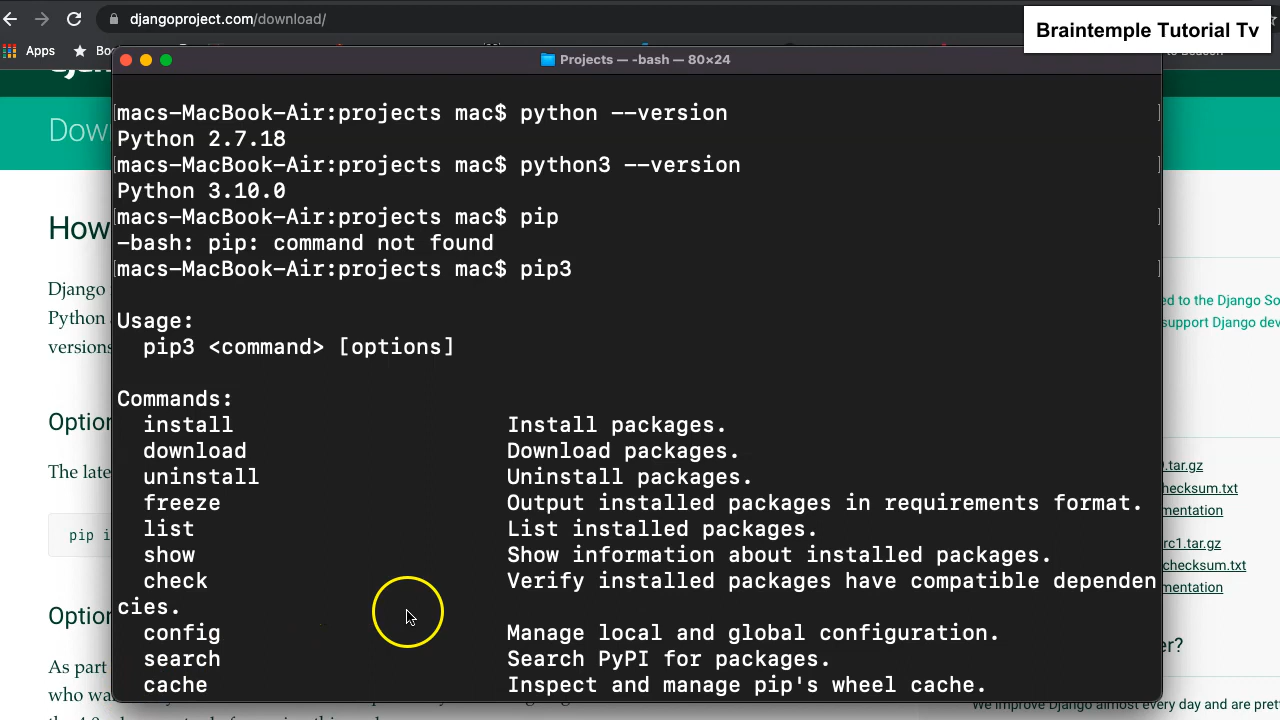 djangoproject.com/download/
Braintemple Tutorial Tv
Apps
Projects — -bash — 80×24
macs-MacBook-Air:projects mac$ python --version
Python 2.7.18
macs-MacBook-Air:projects mac$ python3 --version
Python 3.10.0
macs-MacBook-Air:projects mac$ pip
-bash: pip: command not found
macs-MacBook-Air:projects mac$ pip3
Usage:
pip3 <command> [options]
Commands:
install Install packages.
download Download packages.
uninstall Uninstall packages.
freeze Output installed packages in requirements format.
list List installed packages.
show Show information about installed packages.
check Verify installed packages have compatible dependen
cies.
config Manage local and global configuration.
search Search PyPI for packages.
cache Inspect and manage pip's wheel cache.
Dow
How
Django
Python
versions
Option
The late
pip i
Option
As part
who wa
ed to the Django So
support Django dev
.tar.gz
hecksum.txt
mentation
rc1.tar.gz
checksum.txt
mentation
r?
We improve Django almost every day and are pret